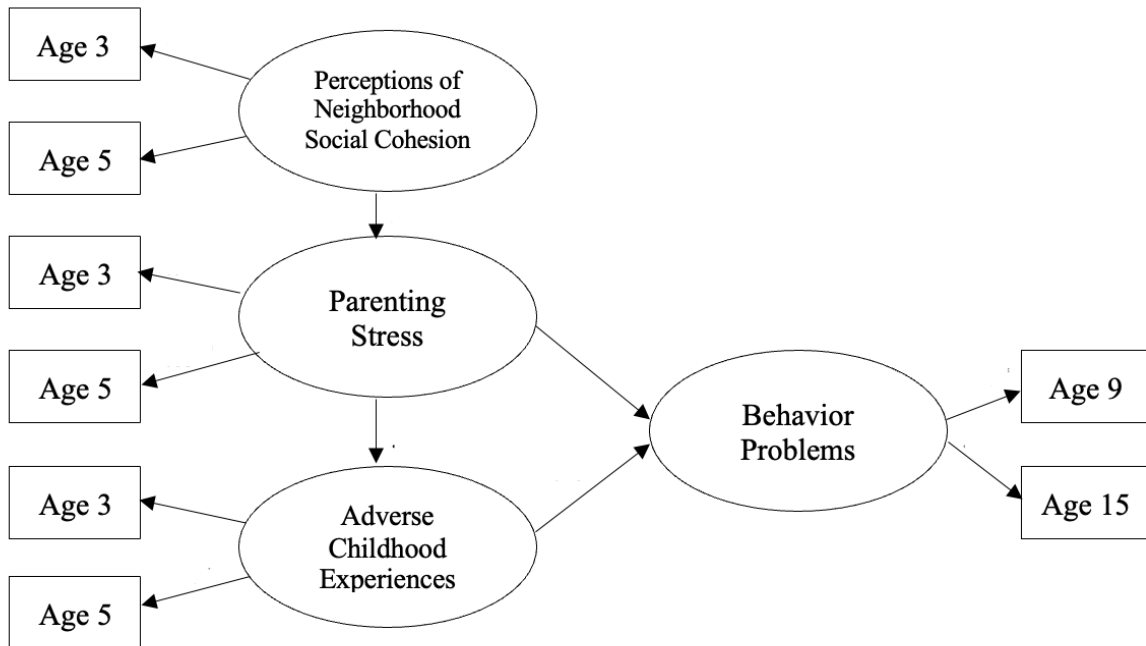 Age 3
Perceptions of
Neighborhood
Social Cohesion
Age 5
Age 3
Parenting
Stress
Age 5
Behavior
Problems
Age 9
Age 3
Adverse
Childhood
Experiences
Age 15
Age 5